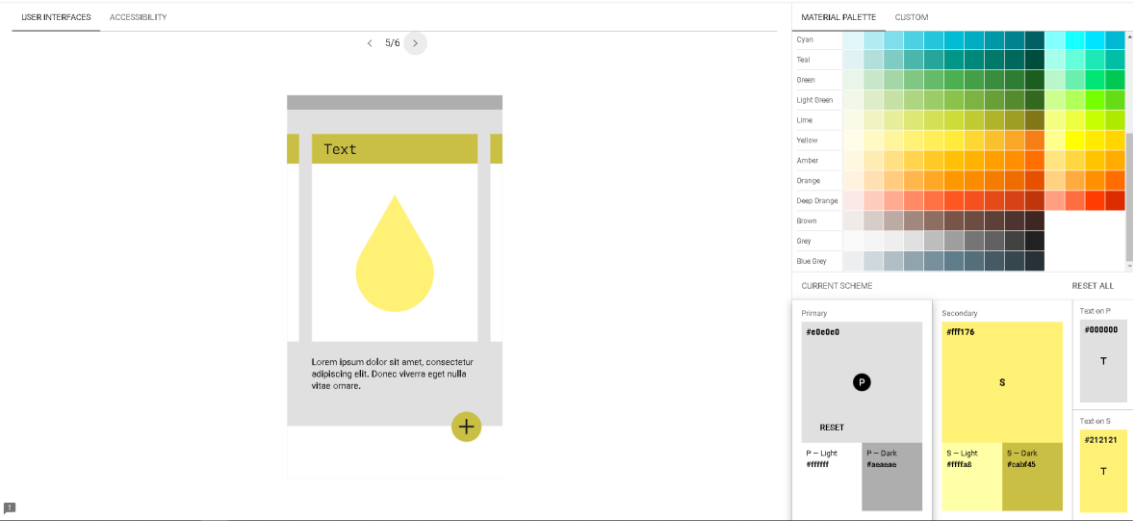 USER INTERFACES ACCESSIBILITY
5/6
Text
Lorem ipsum dolor sit amet, consectetur
adipiscing elit. Donec viverra eget nulla
vitae ornare.
MATERIAL PALETTE CUSTOM
Cyan
Teal
Green
Light Green
Lime
Yellow
Amber
Orange
Deep Orange
Brown
Grey
Blue Grey
CURRENT SCHEME RESET ALL
Primary
#e0e0e0
P
RESET
P — Light
#ffffff
P — Dark
#aeaeae
Secondary
#fff176
S
S — Light
#ffffa8
S — Dark
#cabf45
Text on P
#000000
T
Text on S
#212121
T